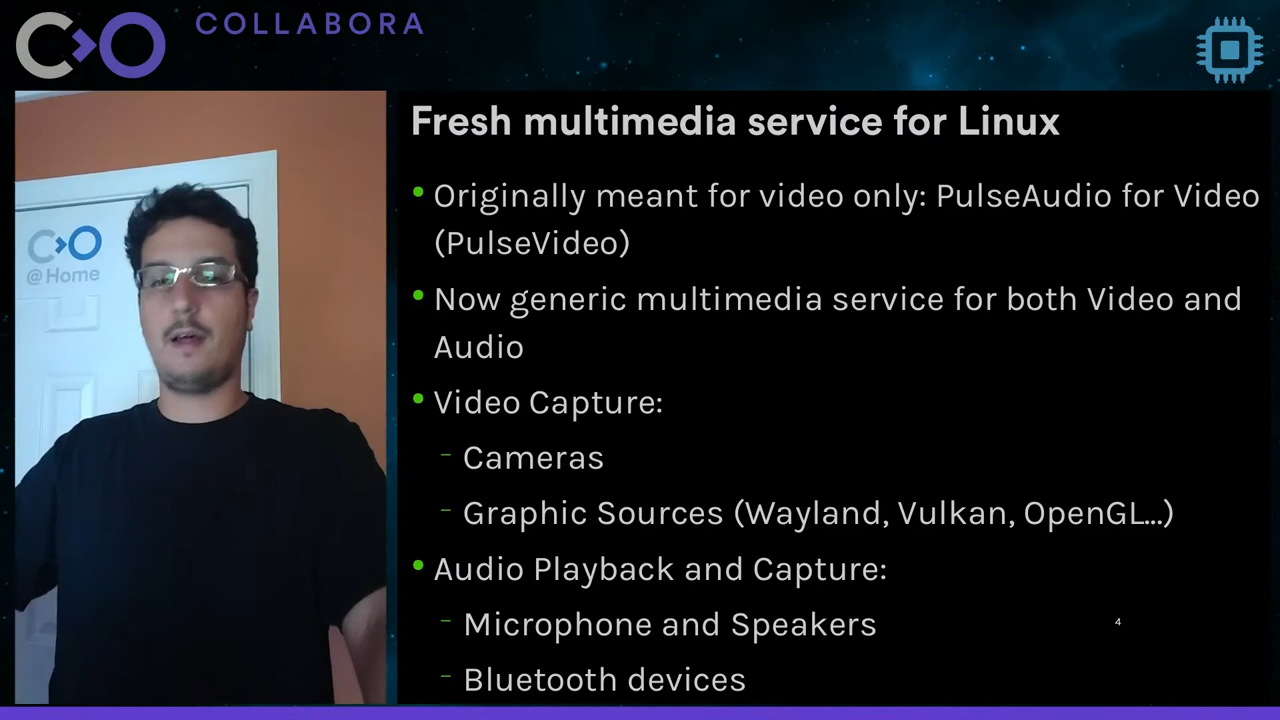 COLLABORA
@Home
Fresh multimedia service for Linux
• Originally meant for video only: PulseAudio for Video
(PulseVideo)
• Now generic multimedia service for both Video and
Audio
• Video Capture:
– Cameras
– Graphic Sources (Wayland, Vulkan, OpenGL...)
• Audio Playback and Capture:
– Microphone and Speakers
4
– Bluetooth devices